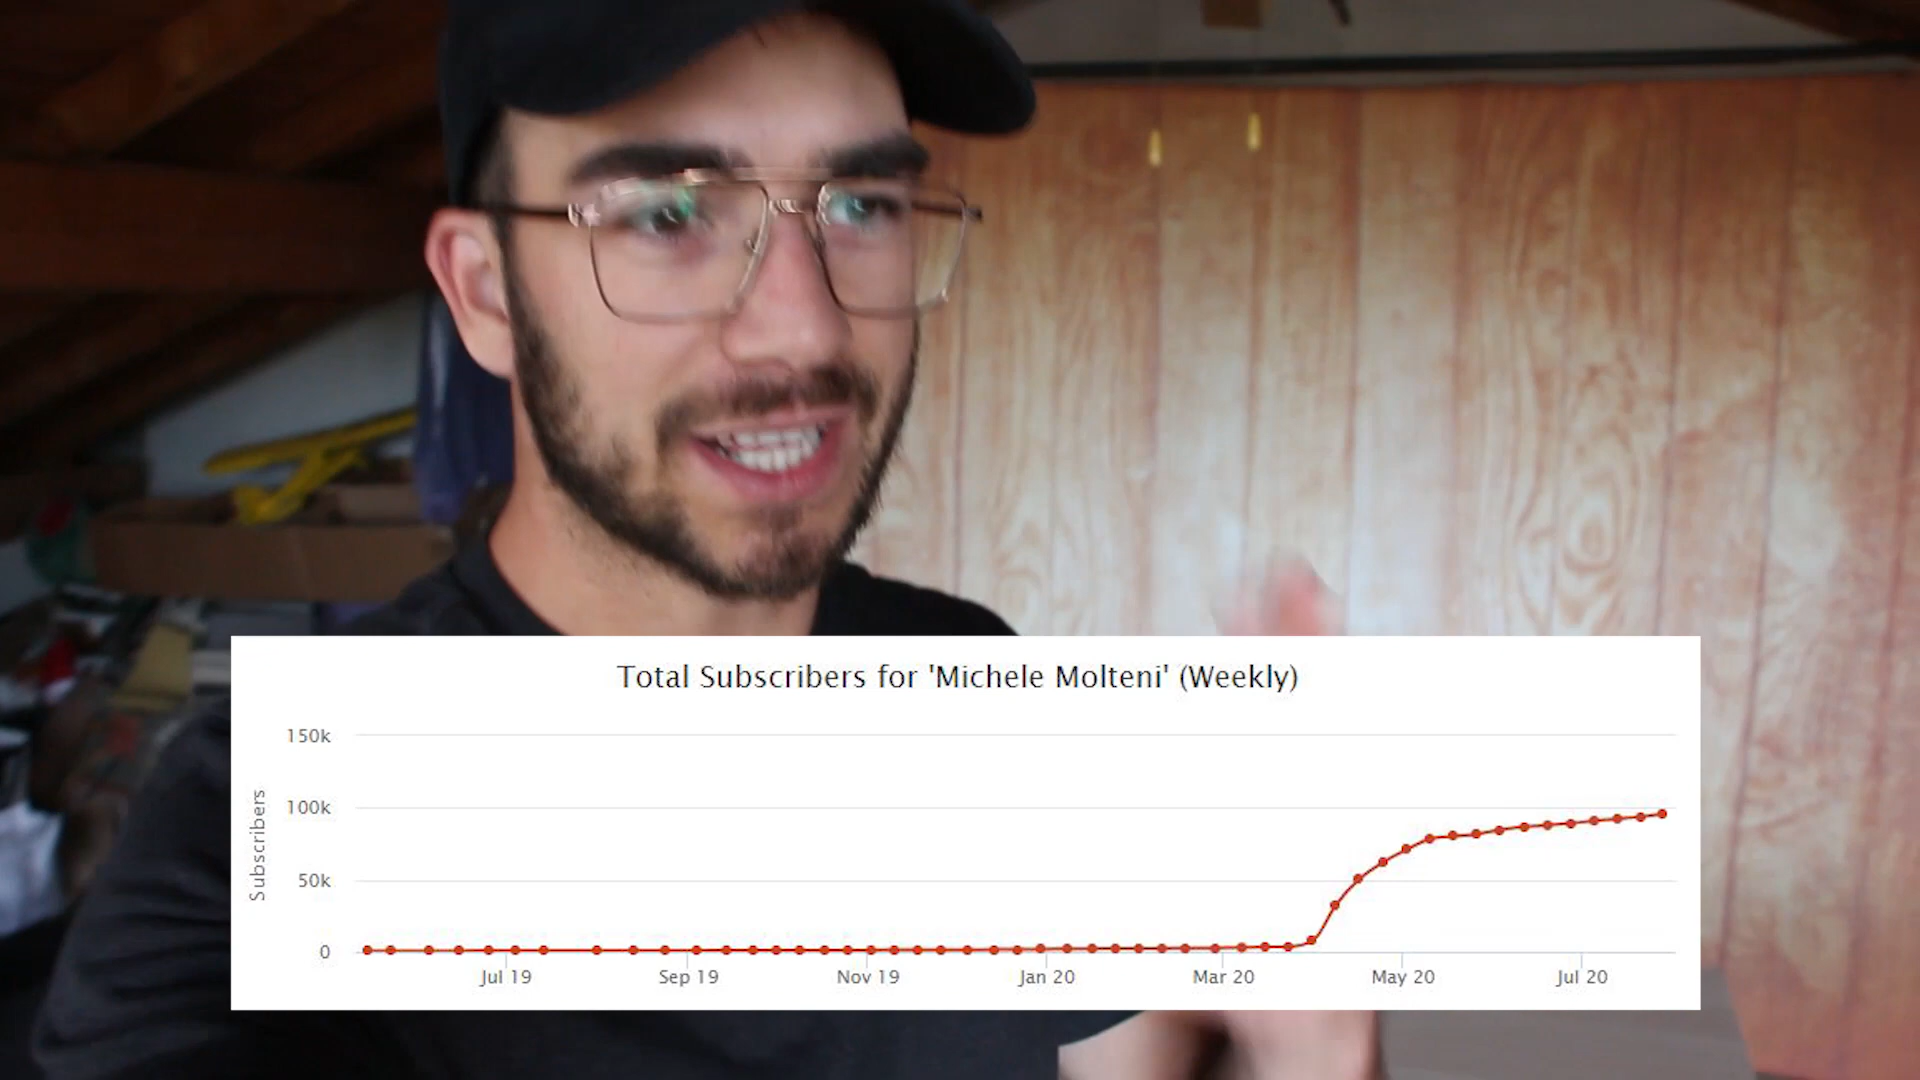 Total Subscribers for 'Michele Molteni' (Weekly)
150k
100k
50k
0
Subscribers
Jul 19 Sep 19 Nov 19 Jan 20 Mar 20 May 20 Jul 20